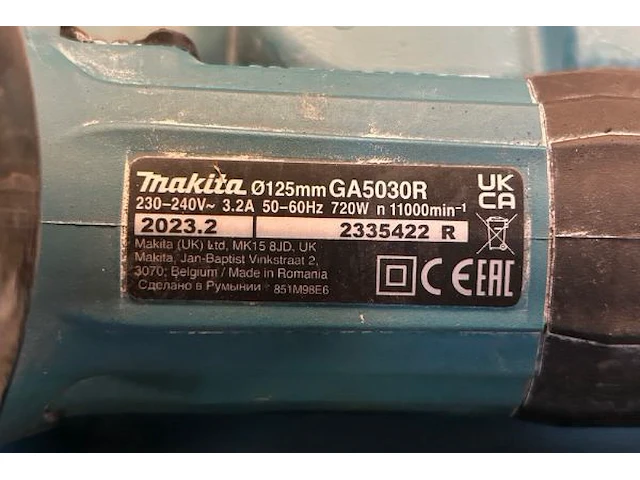 makita Ø125mm GA5030R
230-240V~ 3.2A 50-60Hz 720W n 11000min⁻¹
2023.2 2335422 R
Makita (UK) Ltd, MK15 8JD. UK
Makita, Jan-Baptist Vinkstraat 2,
3070; Belgium / Made in Romania
Сделано в Румынии 851M98E6
UK
CA
CE EAC